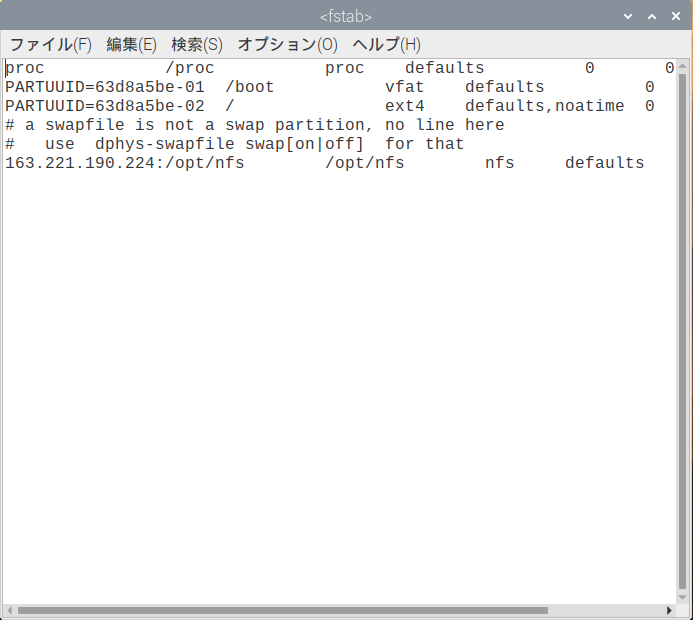 <fstab>
ファイル(F) 編集(E) 検索(S) オプション(O) ヘルプ(H)
proc            /proc           proc    defaults          0       0
PARTUUID=63d8a5be-01  /boot           vfat    defaults          0
PARTUUID=63d8a5be-02  /               ext4    defaults,noatime  0
# a swapfile is not a swap partition, no line here
#   use  dphys-swapfile swap[on|off]  for that
163.221.190.224:/opt/nfs        /opt/nfs        nfs     defaults